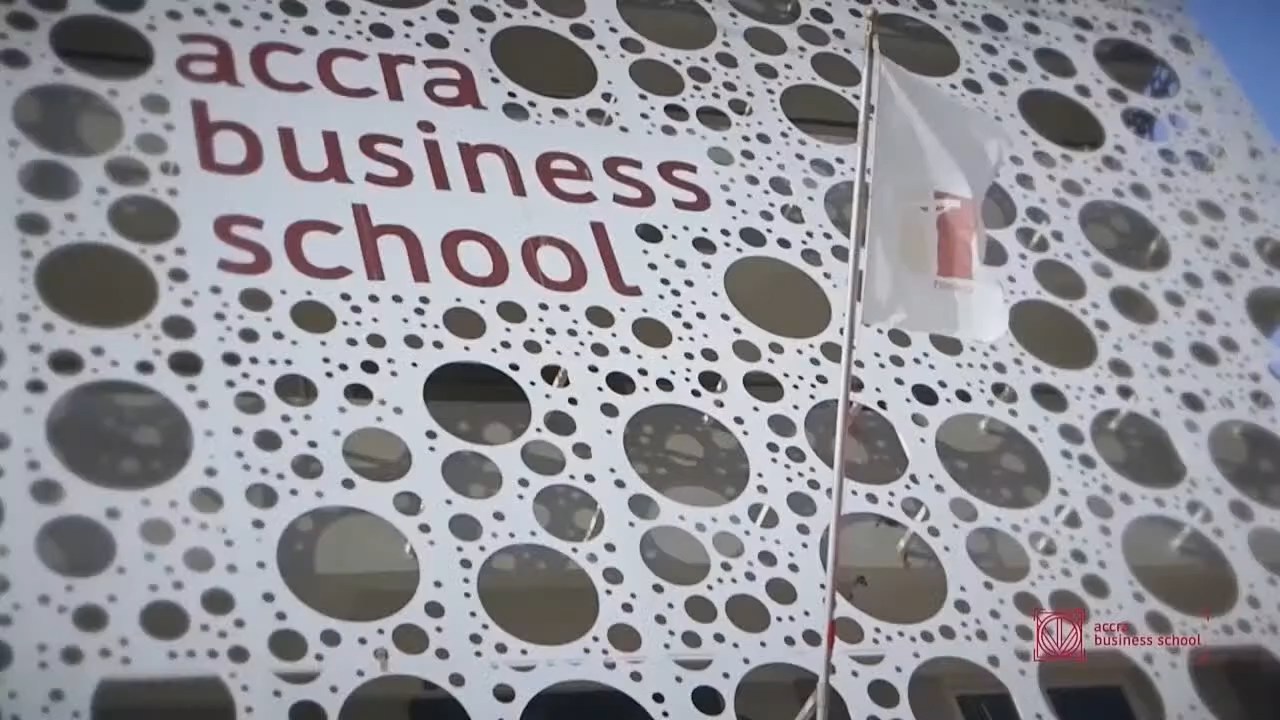 accra
business
school
accra
business school